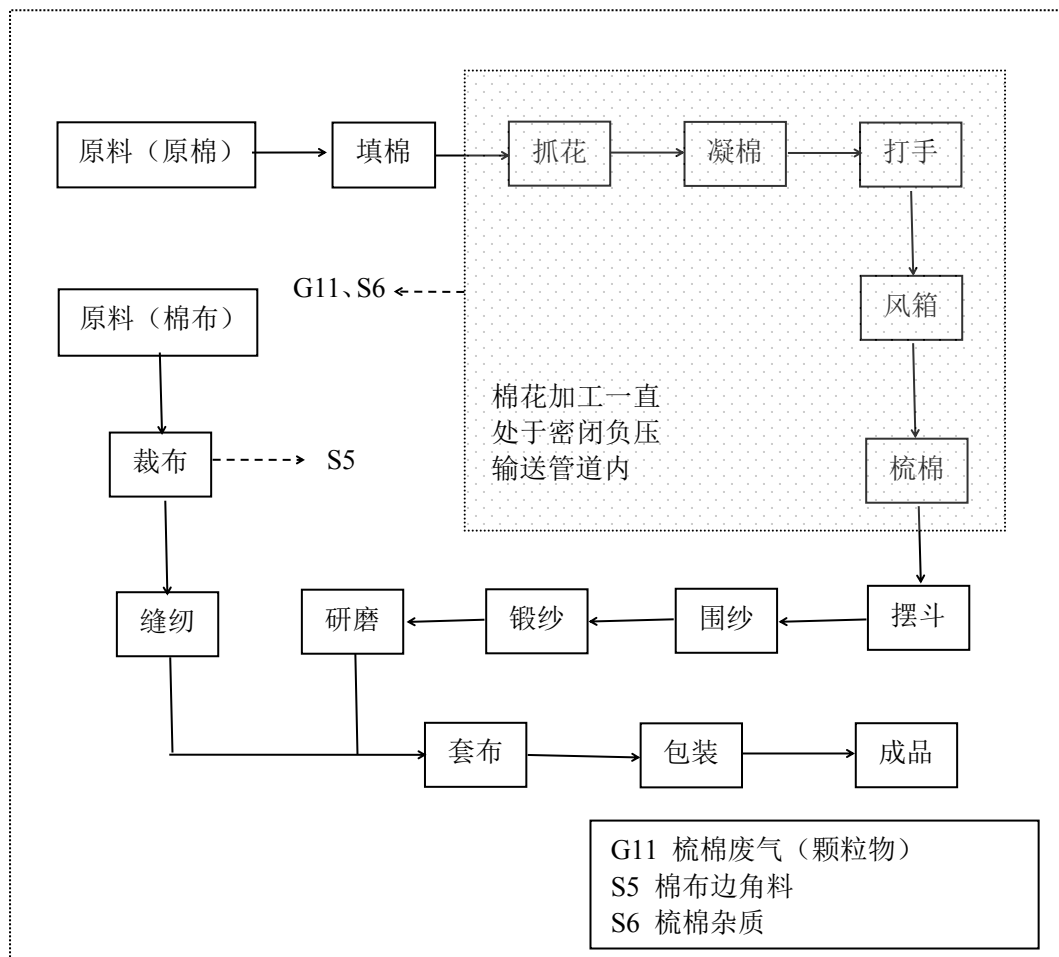 原料（原棉）
填棉
抓花
凝棉
打手
G11、S6
风箱
原料（棉布）
棉花加工一直
处于密闭负压
输送管道内
裁布
S5
梳棉
缝纫
研磨
锻纱
围纱
摆斗
套布
包装
成品
G11 梳棉废气（颗粒物）
S5 棉布边角料
S6 梳棉杂质